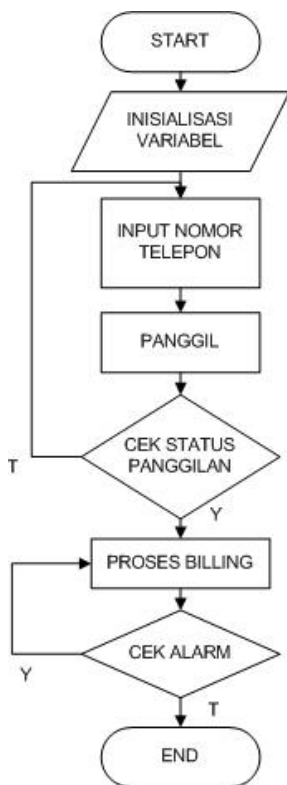 START
INISIALISASI
VARIABEL
INPUT NOMOR
TELEPON
PANGGIL
CEK STATUS
PANGGILAN
T
Y
PROSES BILLING
CEK ALARM
Y
T
END